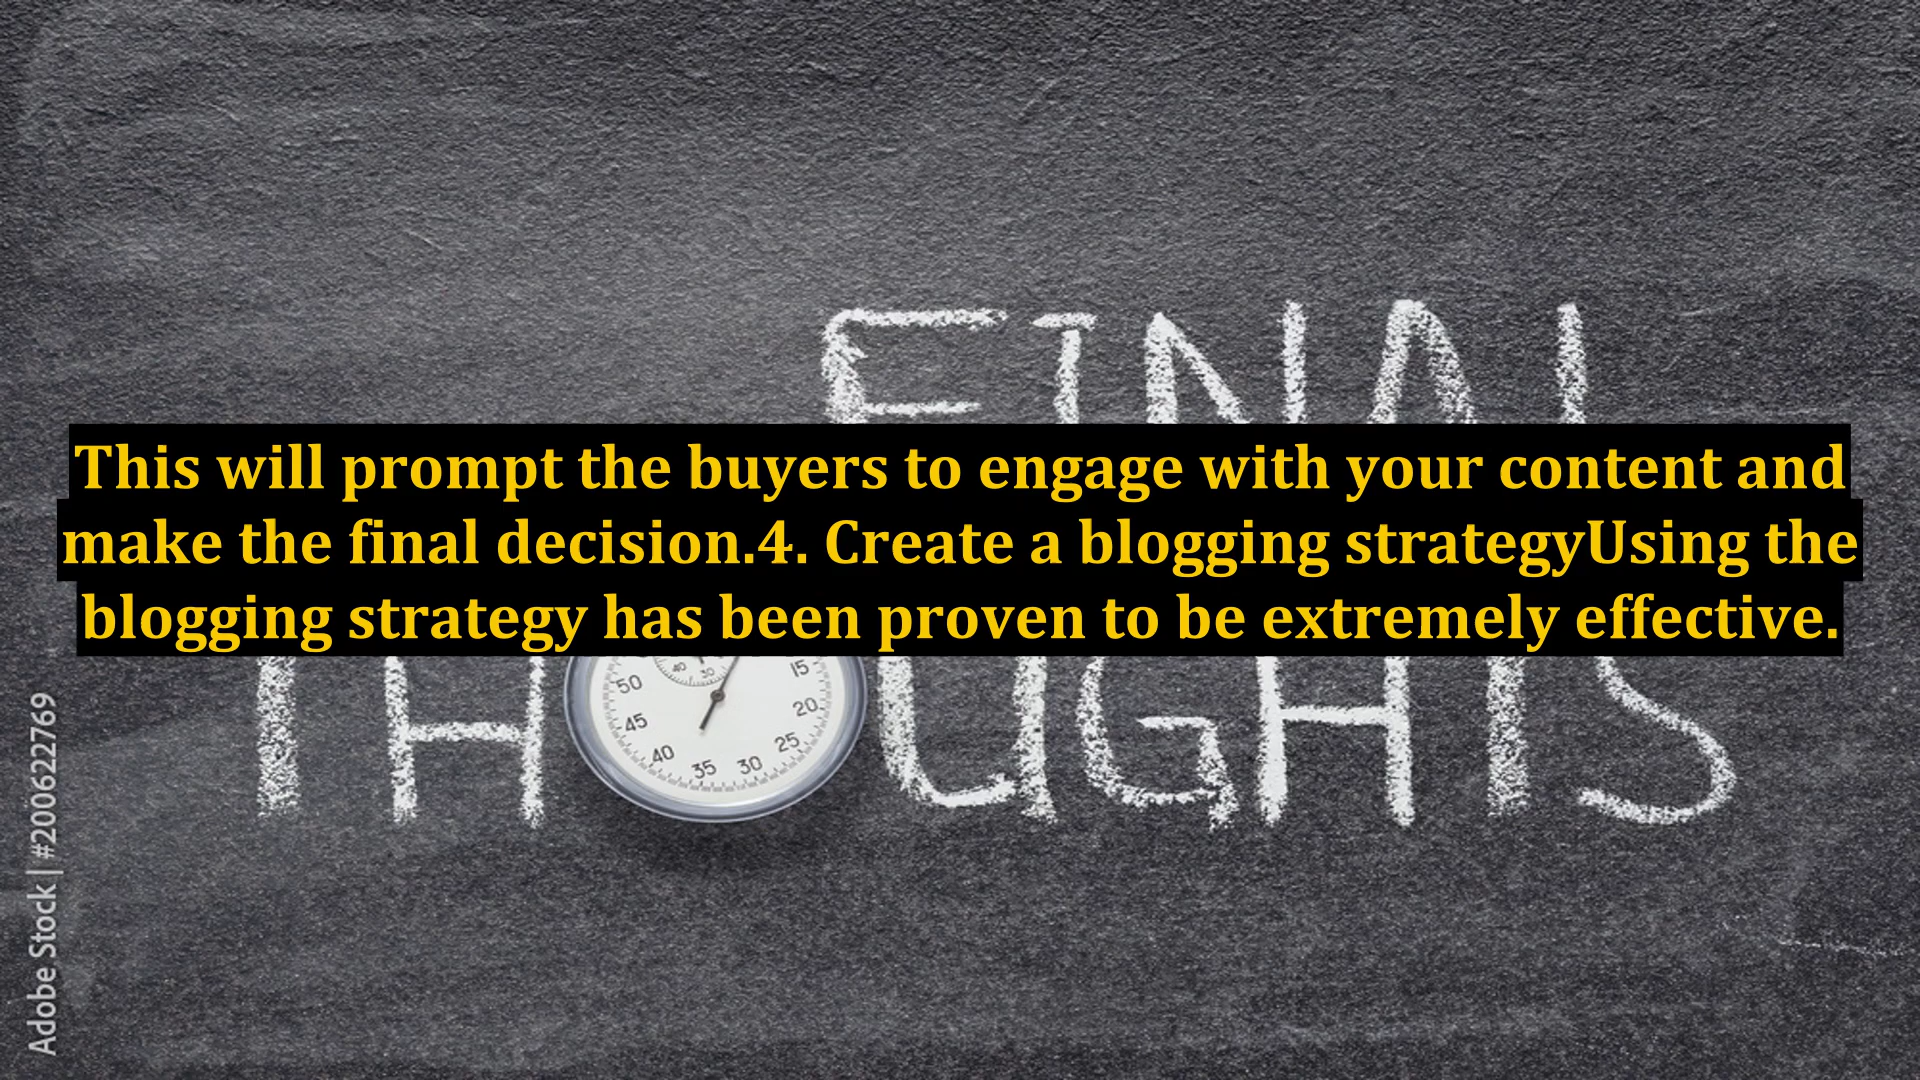 FINAL
This will prompt the buyers to engage with your content and
make the final decision.4. Create a blogging strategyUsing the
blogging strategy has been proven to be extremely effective.
THOUGHTS
50
45
40
35
30
25
20
15
40
30
Adobe Stock | #200622769